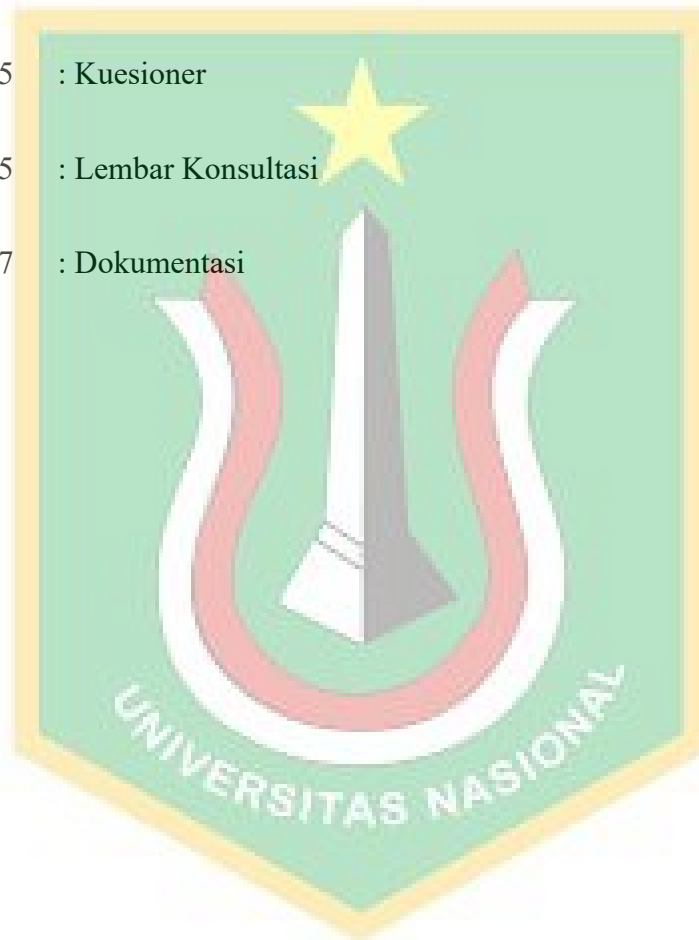 5 : Kuesioner
5 : Lembar Konsultasi
7 : Dokumentasi
UNIVERSITAS NASIONAL